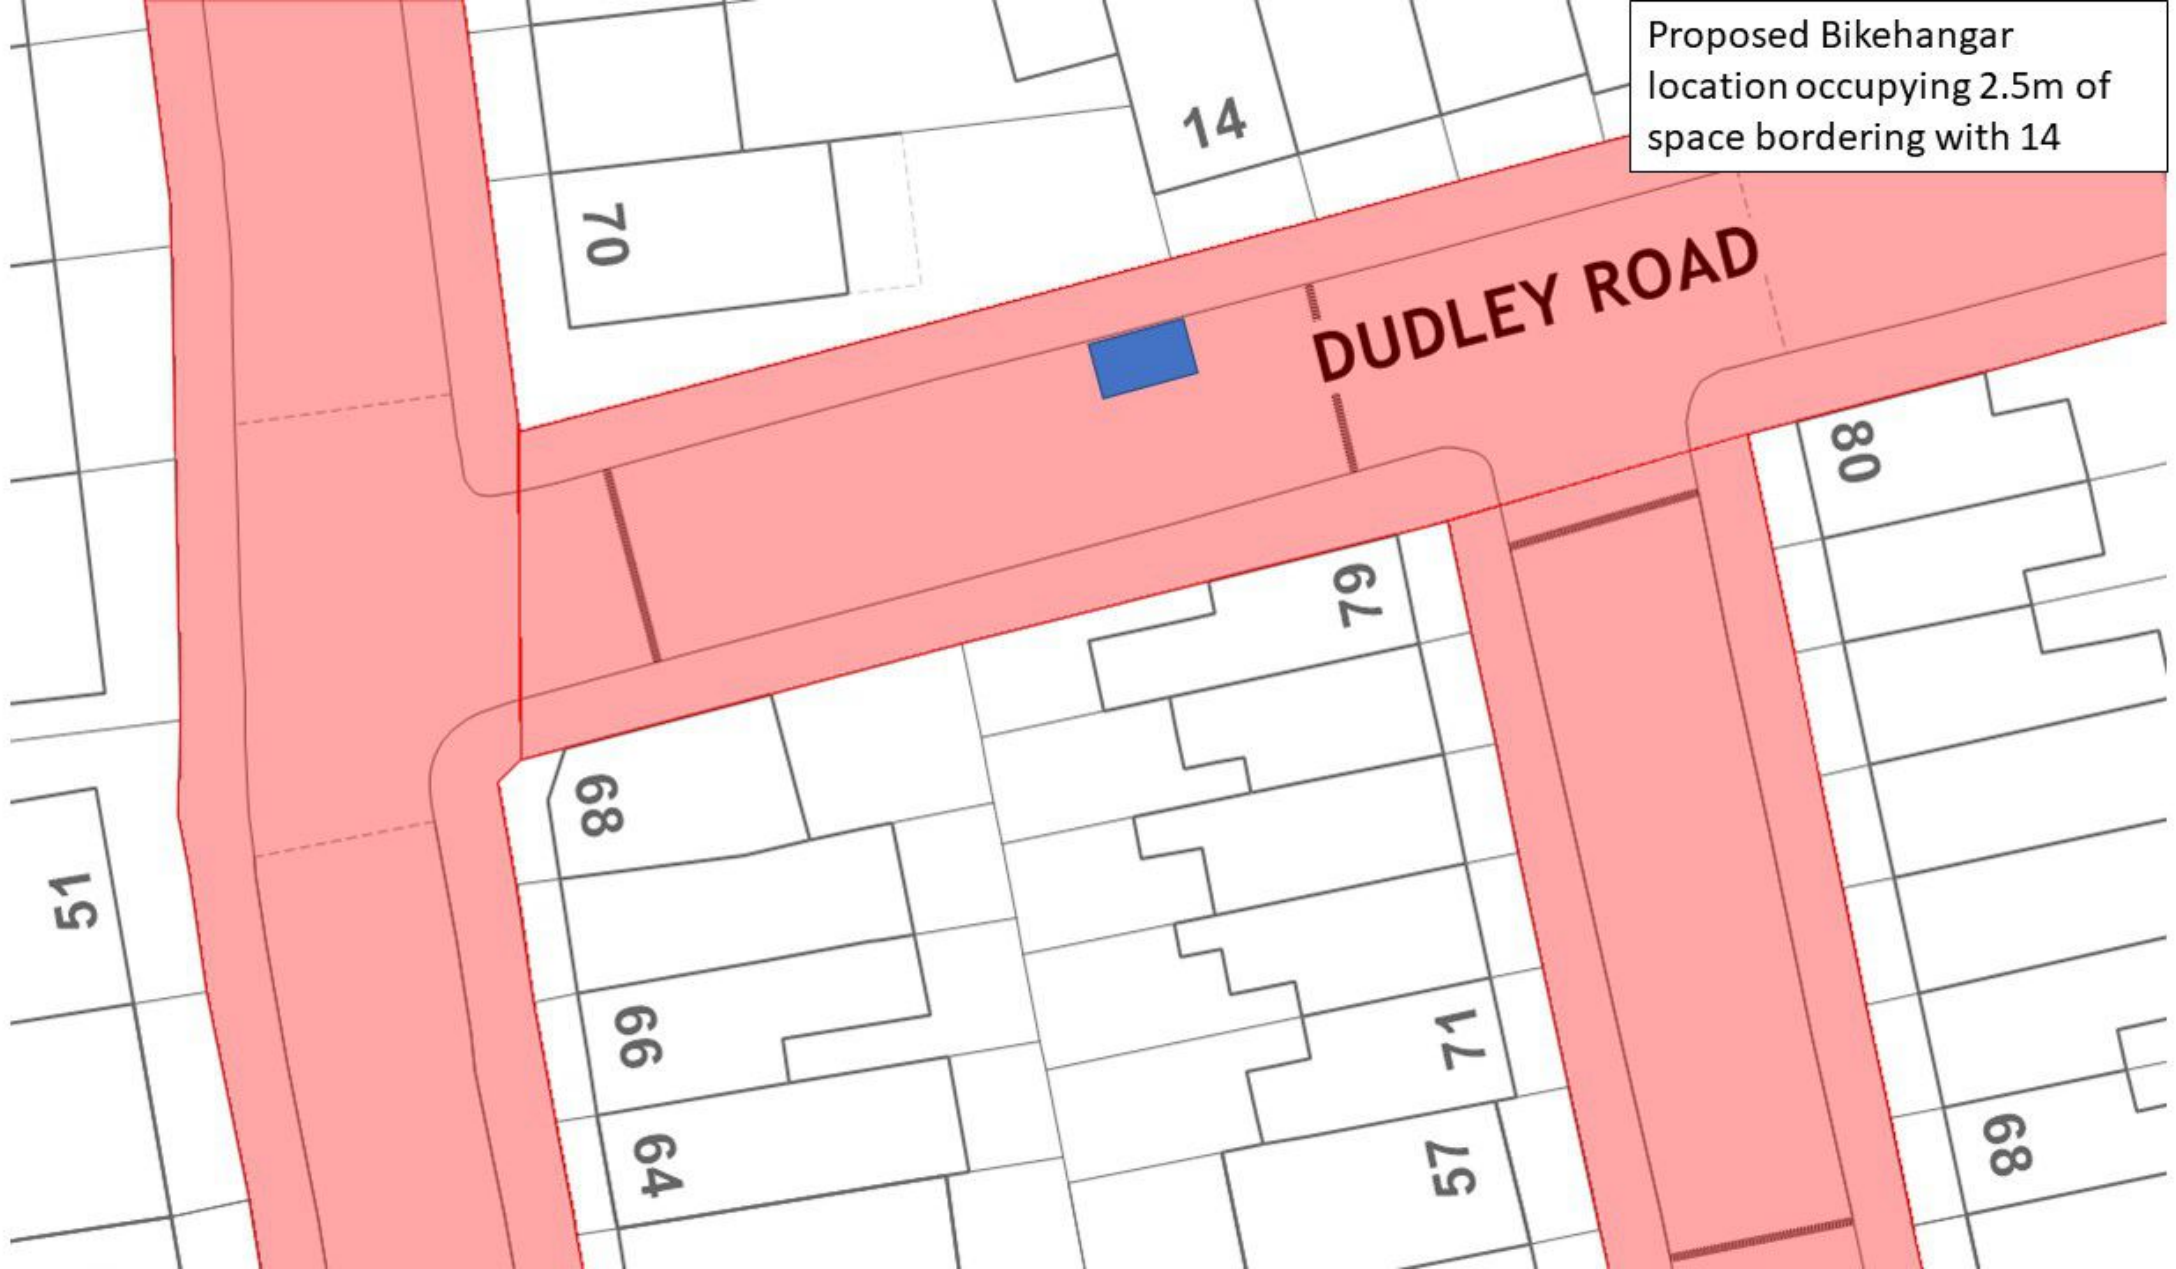 Proposed Bikehangar
location occupying 2.5m of
space bordering with 14
14
70
DUDLEY ROAD
80
79
68
51
66
71
64
57
68